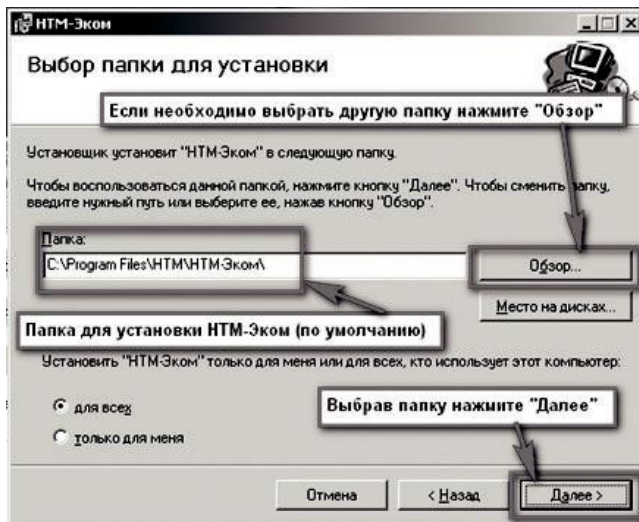 НТМ-Эком
Выбор папки для установки
Если необходимо выбрать другую папку нажмите "Обзор"
Установщик установит "НТМ-Эком" в следующую папку.
Чтобы воспользоваться данной папкой, нажмите кнопку "Далее". Чтобы сменить папку,
введите нужный путь или выберите ее, нажав кнопку "Обзор".
Папка:
C:\Program Files\НТМ\НТМ-Эком\
Обзор...
Место на дисках...
Папка для установки НТМ-Эком (по умолчанию)
Установить "НТМ-Эком" только для меня или для всех, кто использует этот компьютер:
для всех
Выбрав папку нажмите "Далее"
только для меня
Отмена
< Назад
Далее >